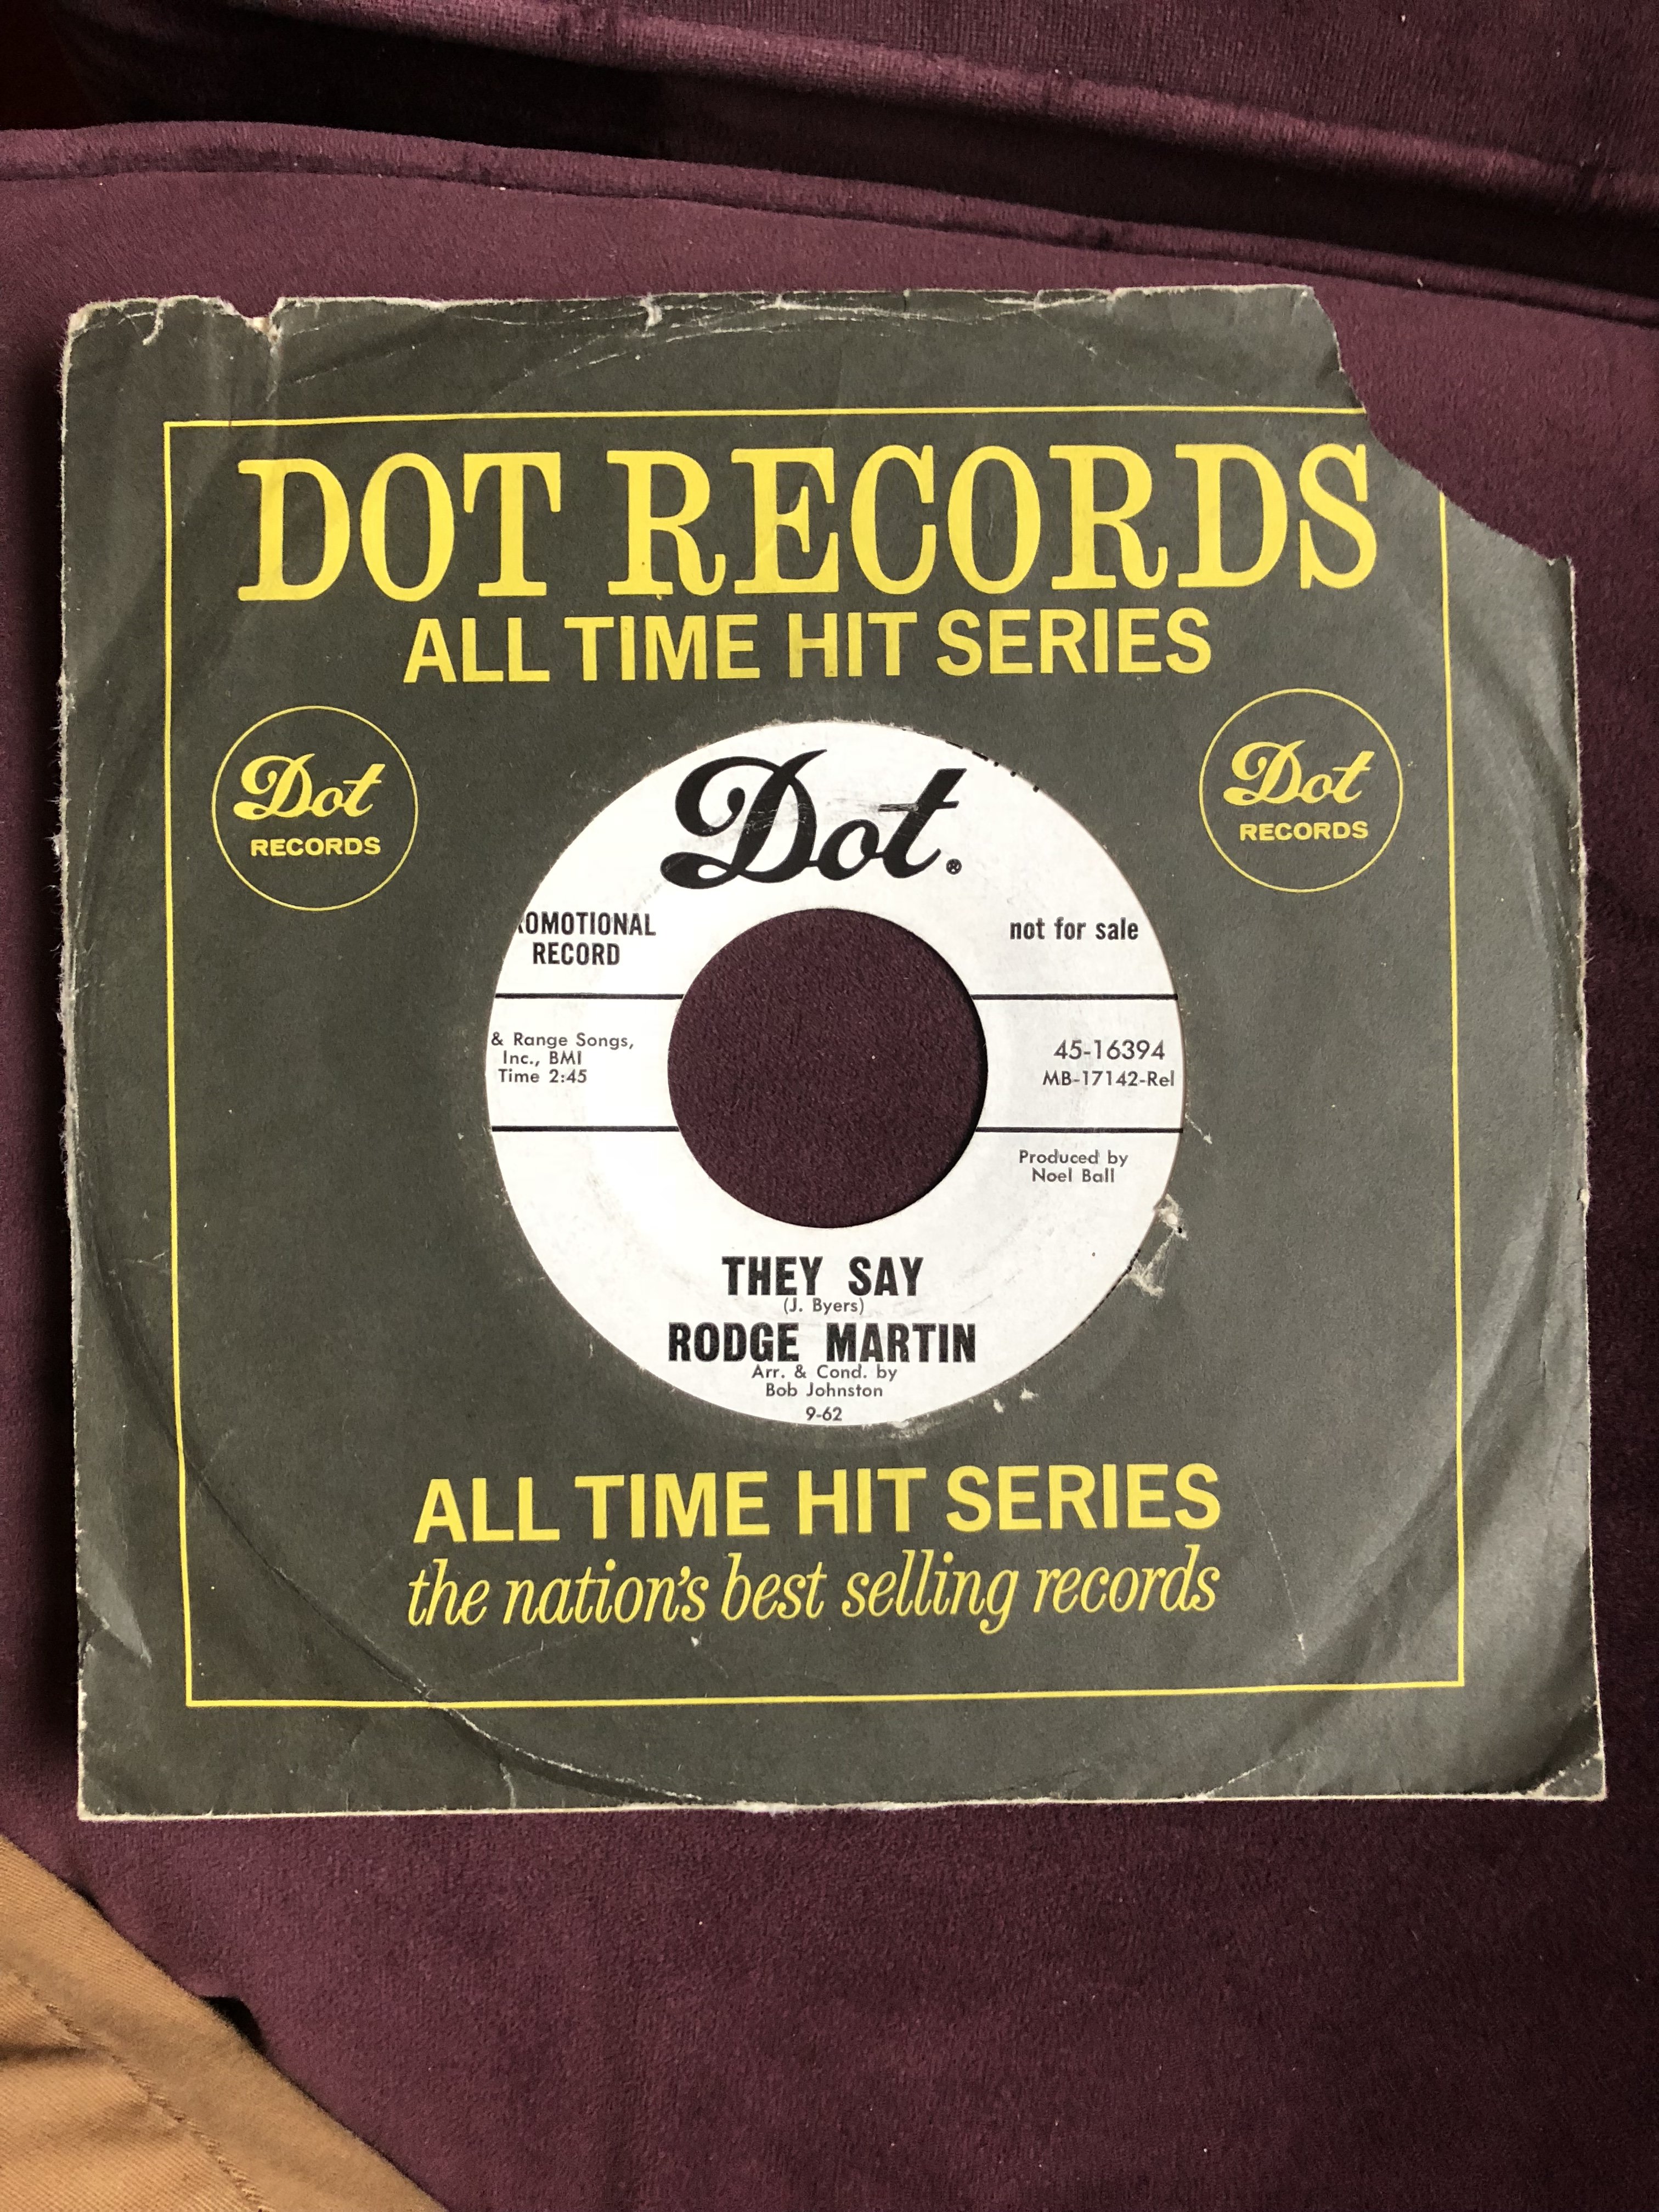 DOT RECORDS
ALL TIME HIT SERIES
Dot
RECORDS
Dot
RECORDS
Dot.
®
OMOTIONAL
RECORD
not for sale
& Range Songs,
Inc., BMI
Time 2:45
45-16394
MB-17142-Rel
Produced by
Noel Ball
THEY SAY
(J. Byers)
RODGE MARTIN
Arr. & Cond. by
Bob Johnston
9-62
ALL TIME HIT SERIES
the nation's best selling records